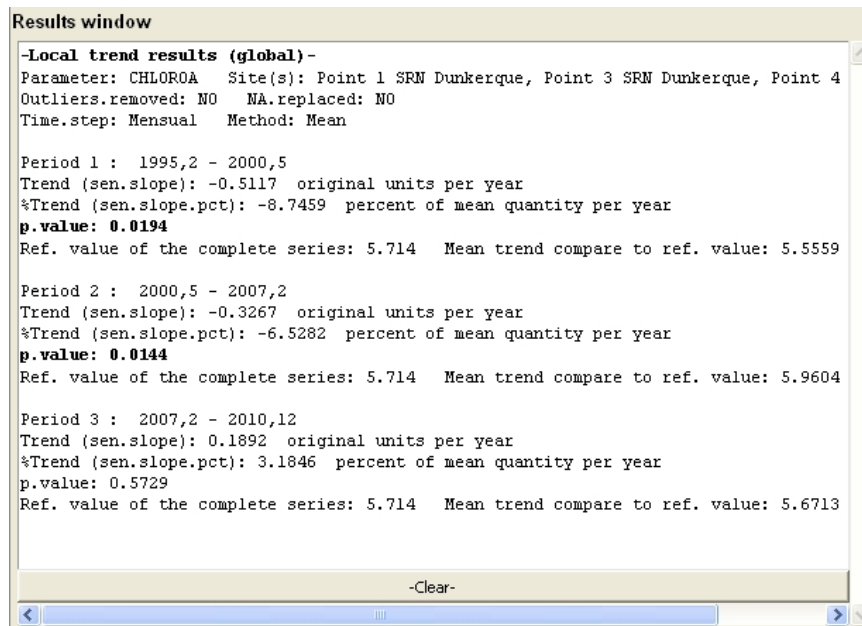 Results window
-Local trend results (global)-
Parameter: CHLOROA Site(s): Point 1 SRN Dunkerque, Point 3 SRN Dunkerque, Point 4
Outliers.removed: NO NA.replaced: NO
Time.step: Mensual Method: Mean
Period 1 : 1995,2 - 2000,5
Trend (sen.slope): -0.5117 original units per year
%Trend (sen.slope.pct): -8.7459 percent of mean quantity per year
p.value: 0.0194
Ref. value of the complete series: 5.714 Mean trend compare to ref. value: 5.5559
Period 2 : 2000,5 - 2007,2
Trend (sen.slope): -0.3267 original units per year
%Trend (sen.slope.pct): -6.5282 percent of mean quantity per year
p.value: 0.0144
Ref. value of the complete series: 5.714 Mean trend compare to ref. value: 5.9604
Period 3 : 2007,2 - 2010,12
Trend (sen.slope): 0.1892 original units per year
%Trend (sen.slope.pct): 3.1846 percent of mean quantity per year
p.value: 0.5729
Ref. value of the complete series: 5.714 Mean trend compare to ref. value: 5.6713
-Clear-